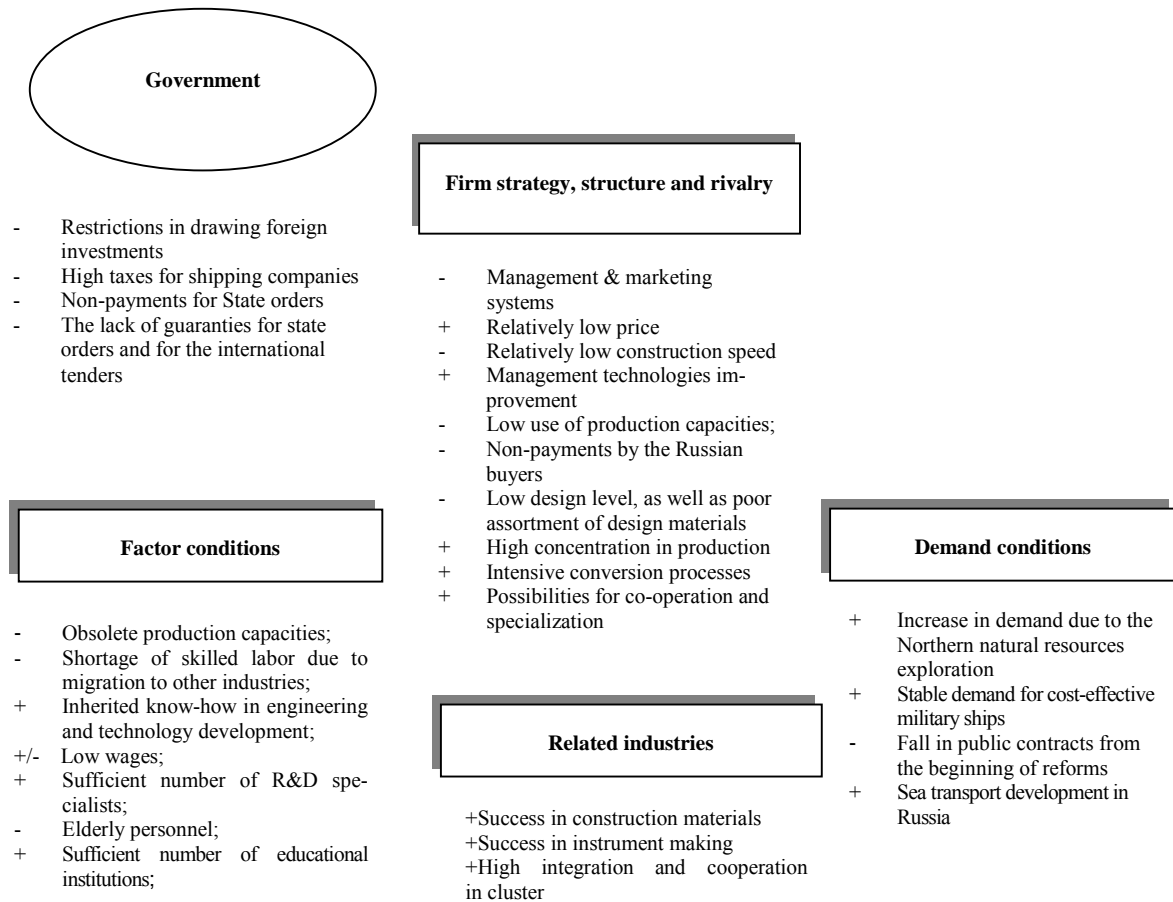 Government
- Restrictions in drawing foreign
investments
- High taxes for shipping companies
- Non-payments for State orders
- The lack of guaranties for state
orders and for the international
tenders
Firm strategy, structure and rivalry
- Management & marketing
systems
+ Relatively low price
- Relatively low construction speed
+ Management technologies im-
provement
- Low use of production capacities;
- Non-payments by the Russian
buyers
- Low design level, as well as poor
assortment of design materials
+ High concentration in production
+ Intensive conversion processes
+ Possibilities for co-operation and
specialization
Factor conditions
- Obsolete production capacities;
- Shortage of skilled labor due to
migration to other industries;
+ Inherited know-how in engineering
and technology development;
+/- Low wages;
+ Sufficient number of R&D spe-
cialists;
- Elderly personnel;
+ Sufficient number of educational
institutions;
Related industries
+Success in construction materials
+Success in instrument making
+High integration and cooperation
in cluster
Demand conditions
+ Increase in demand due to the
Northern natural resources
exploration
+ Stable demand for cost-effective
military ships
- Fall in public contracts from
the beginning of reforms
+ Sea transport development in
Russia